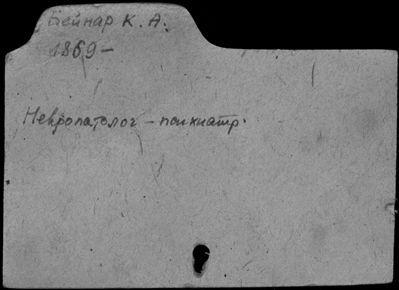 Бейнар К. А.
1869–
Невропатолог – психиатр.